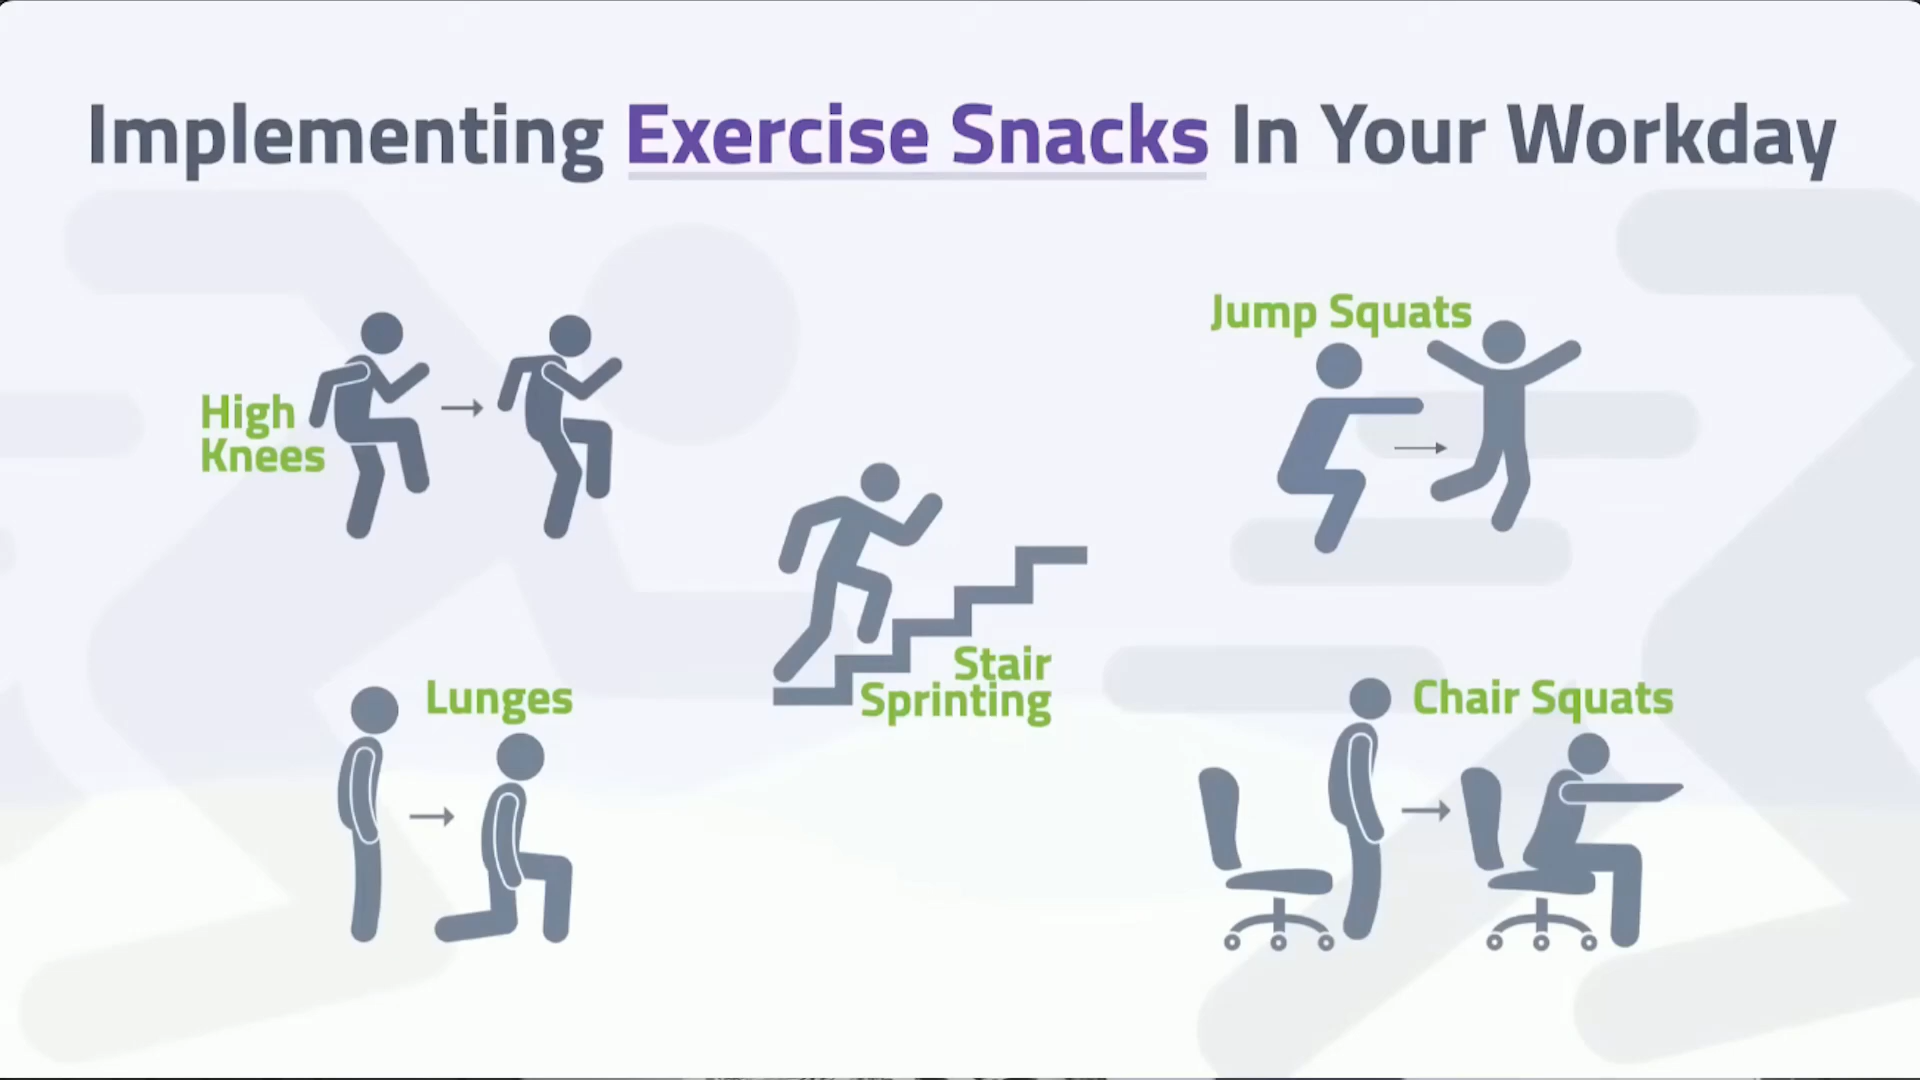 Implementing Exercise Snacks In Your Workday
High
Knees
Jump Squats
Stair
Sprinting
Lunges
Chair Squats